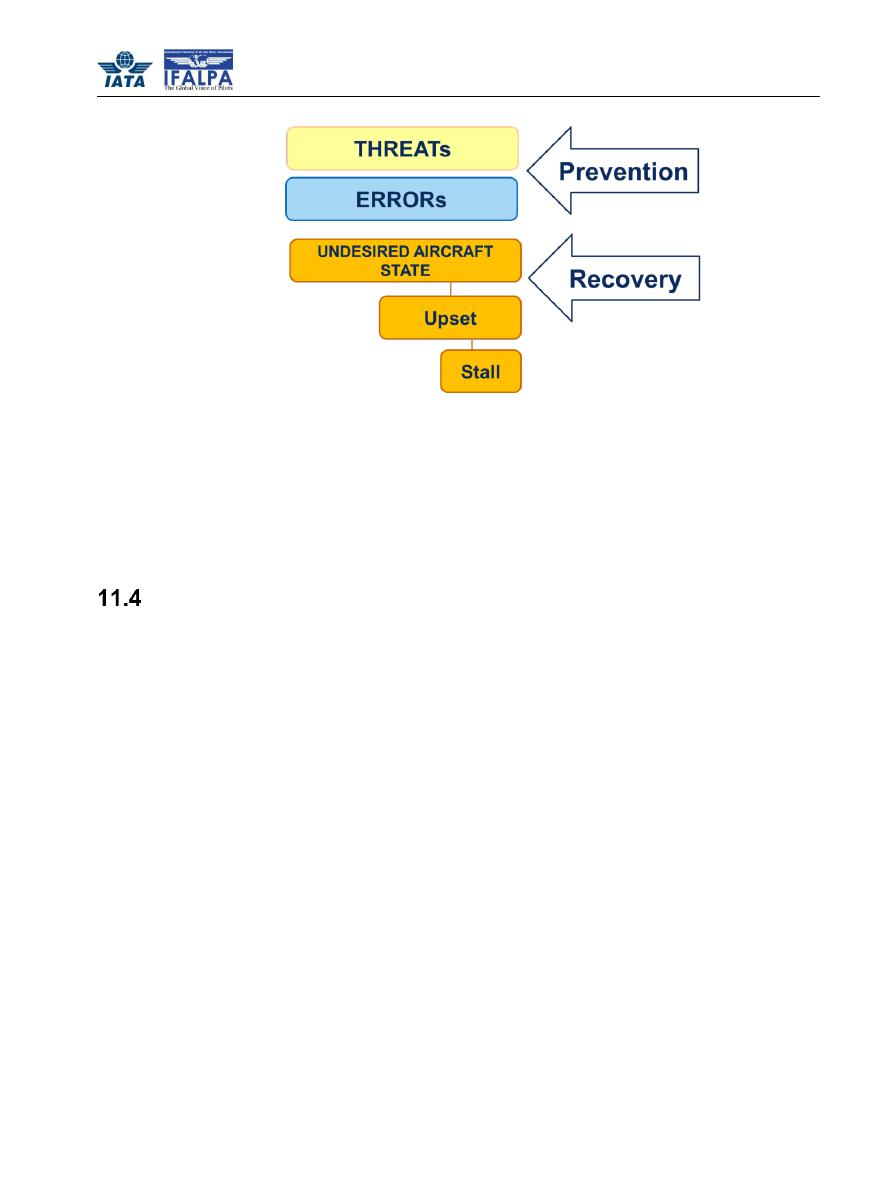 IATA
IFALPA
The Global Voice of Pilots
THREATs
Prevention
ERRORs
UNDESIRED AIRCRAFT
STATE
Recovery
Upset
Stall
11.4